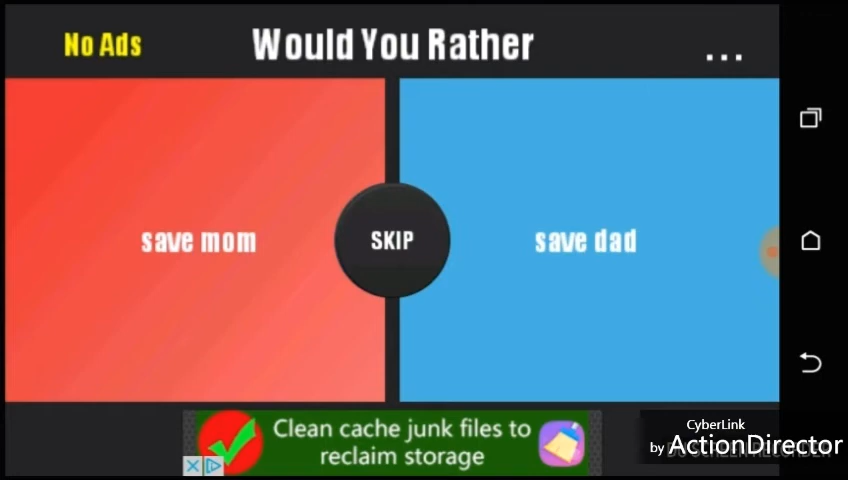 No Ads
Would You Rather
...
save mom
SKIP
save dad
Clean cache junk files to
reclaim storage
CyberLink
by ActionDirector